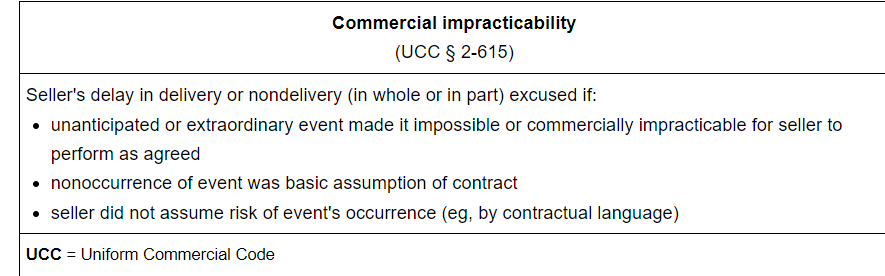 Commercial impracticability
(UCC § 2-615)
Seller's delay in delivery or nondelivery (in whole or in part) excused if:
• unanticipated or extraordinary event made it impossible or commercially impracticable for seller to
perform as agreed
• nonoccurrence of event was basic assumption of contract
• seller did not assume risk of event's occurrence (eg, by contractual language)
UCC = Uniform Commercial Code